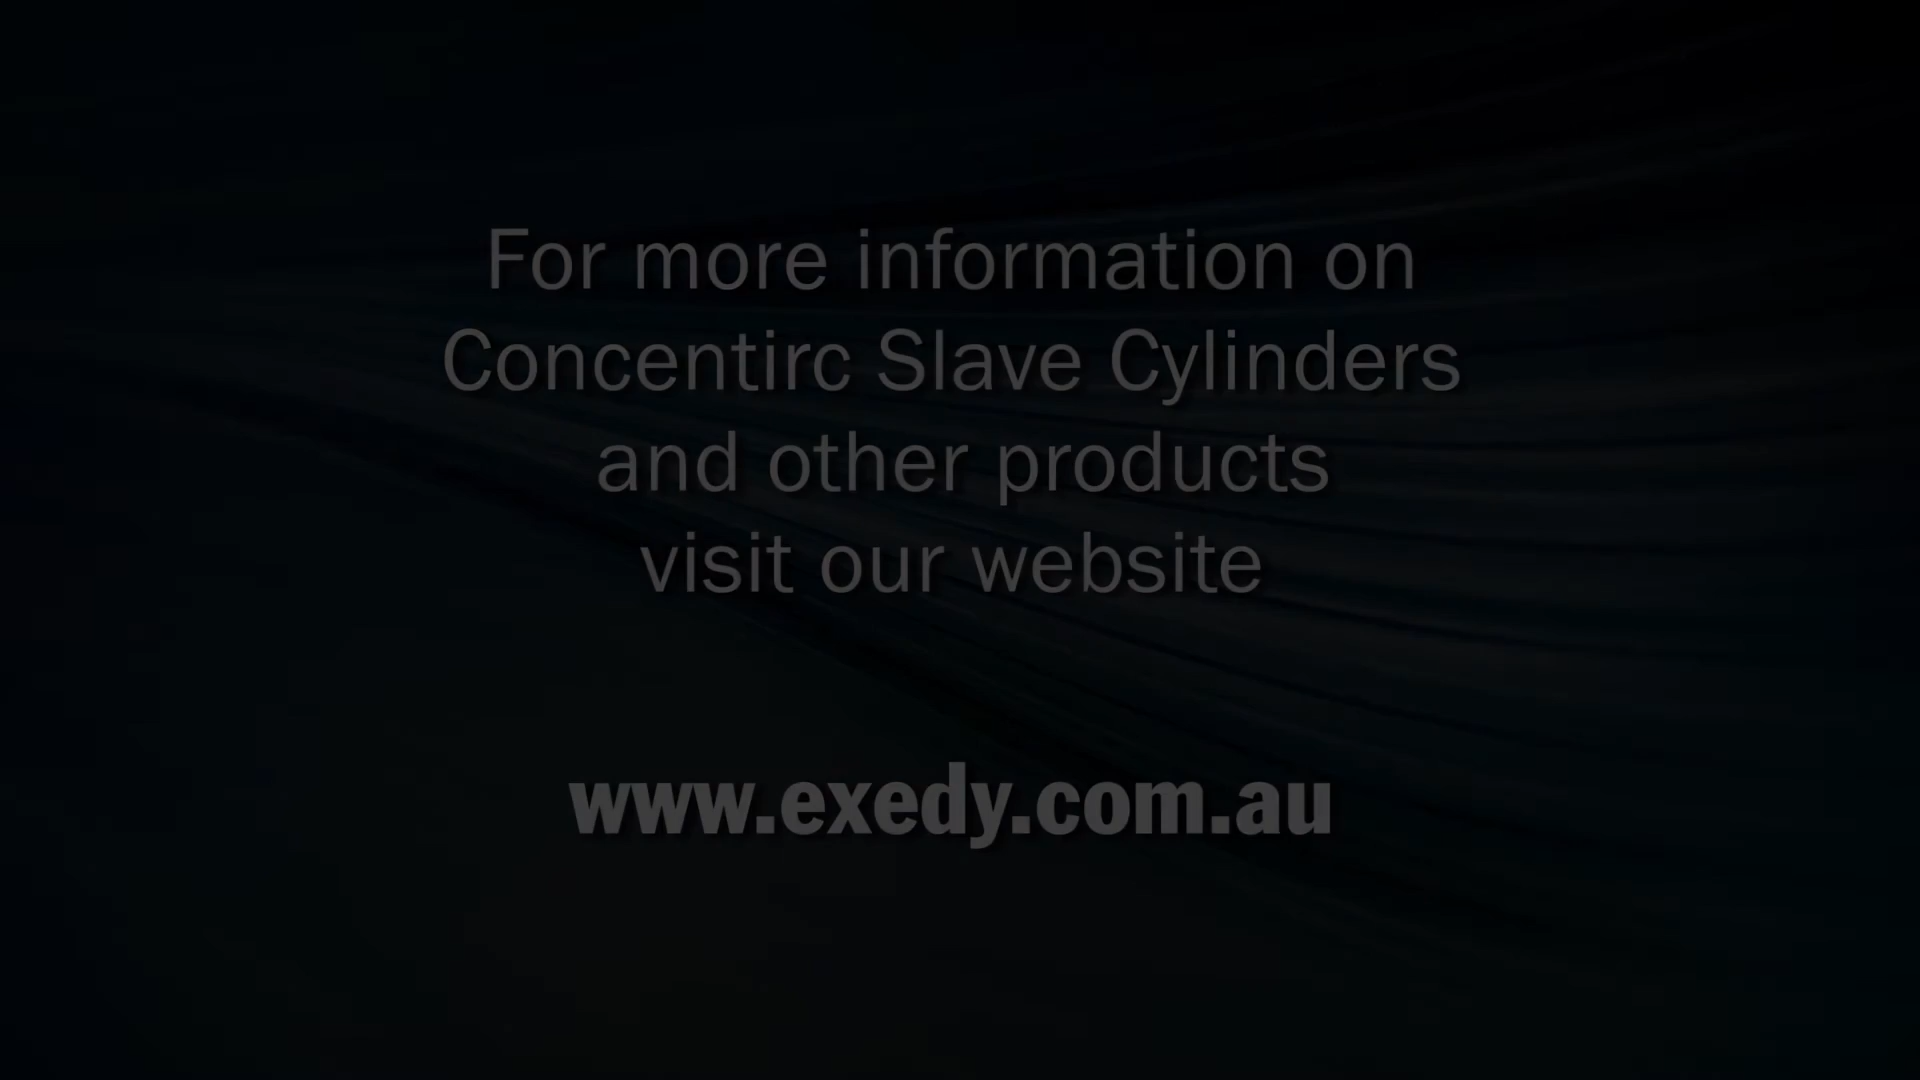 For more information on
Concentirc Slave Cylinders
and other products
visit our website
www.exedy.com.au